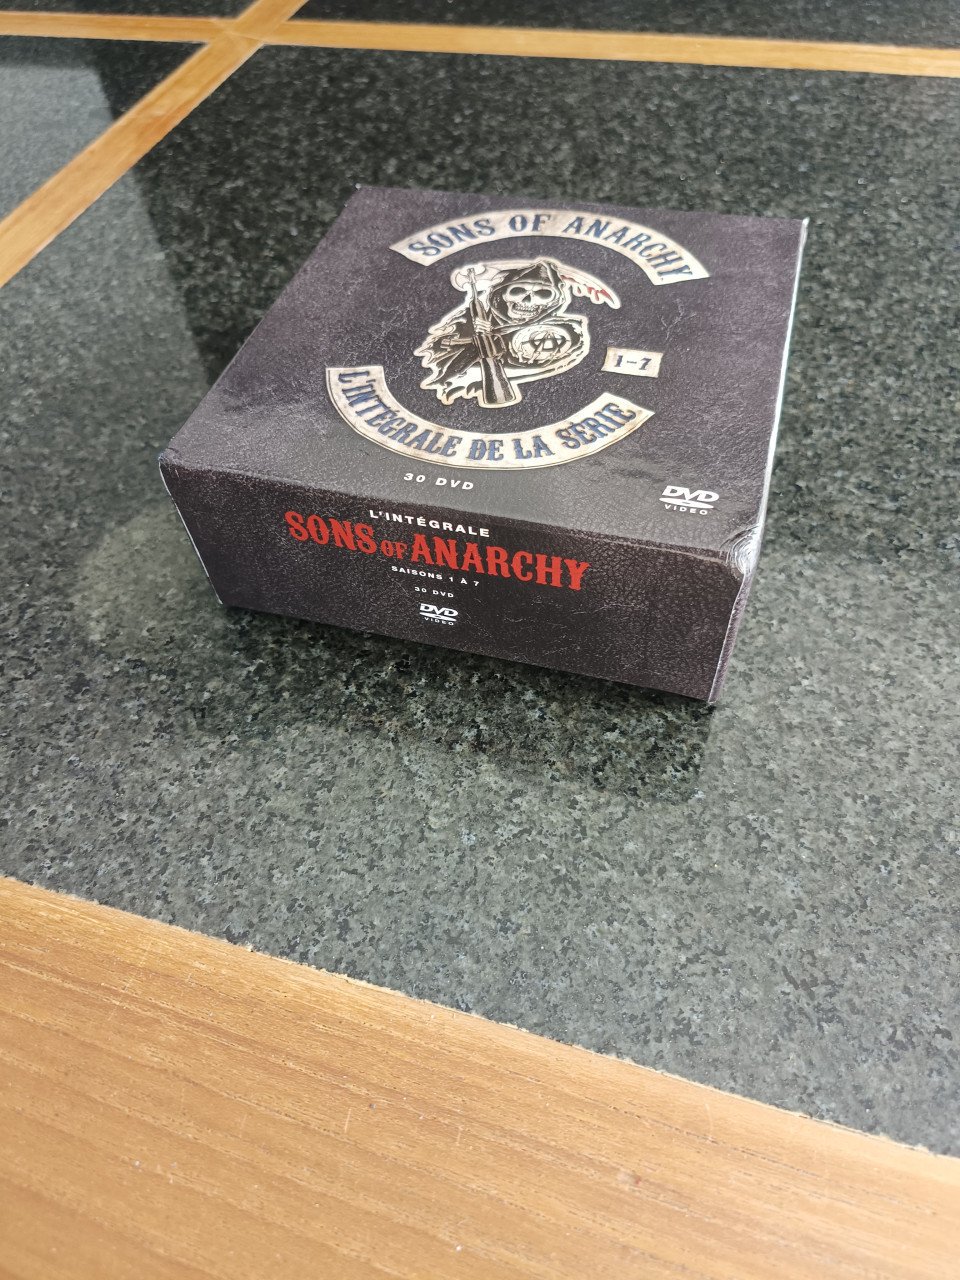 SONS OF ANARCHY
1-7
L'INTÉGRALE DE LA SÉRIE
30 DVD
DVD
VIDEO
L'INTÉGRALE
SONS OF ANARCHY
SAISONS 1 À 7
30 DVD
DVD
VIDEO